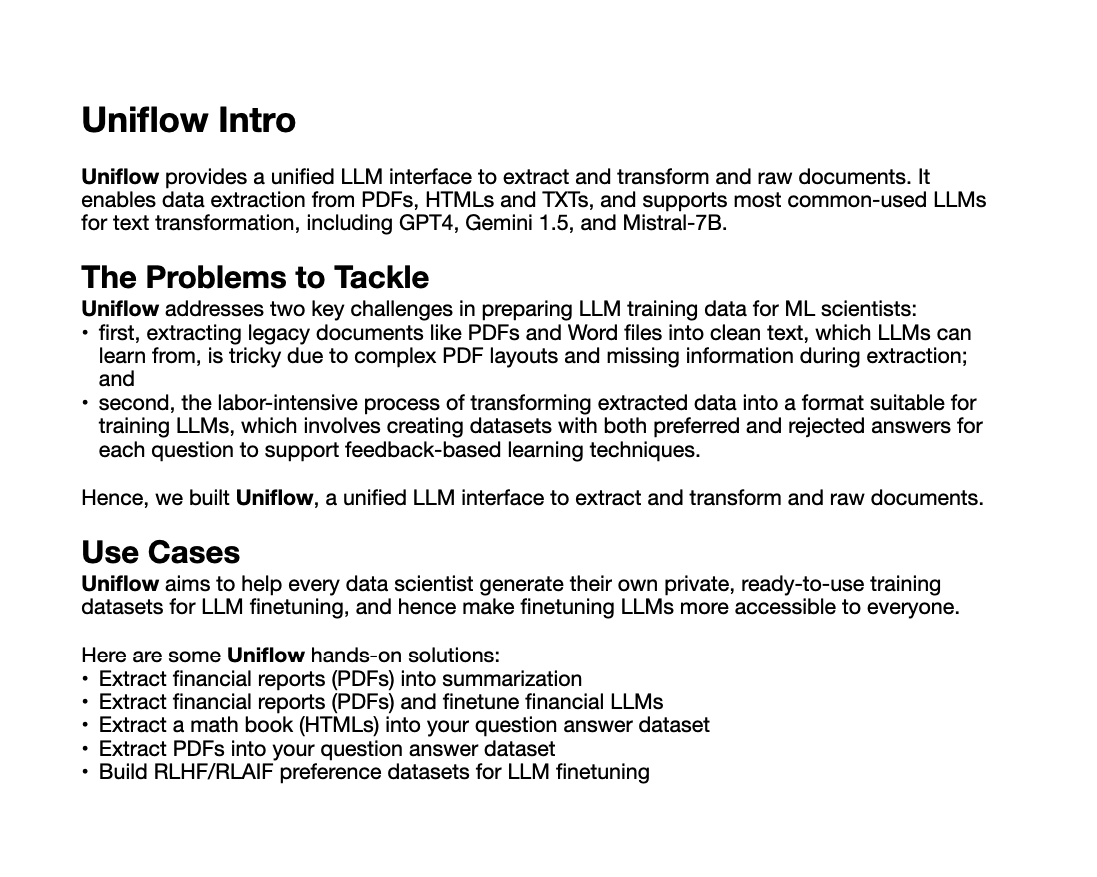 Uniflow Intro
Uniflow provides a unified LLM interface to extract and transform and raw documents. It
enables data extraction from PDFs, HTMLs and TXTs, and supports most common-used LLMs
for text transformation, including GPT4, Gemini 1.5, and Mistral-7B.
The Problems to Tackle
Uniflow addresses two key challenges in preparing LLM training data for ML scientists:
• first, extracting legacy documents like PDFs and Word files into clean text, which LLMs can
learn from, is tricky due to complex PDF layouts and missing information during extraction;
and
• second, the labor-intensive process of transforming extracted data into a format suitable for
training LLMs, which involves creating datasets with both preferred and rejected answers for
each question to support feedback-based learning techniques.
Hence, we built Uniflow, a unified LLM interface to extract and transform and raw documents.
Use Cases
Uniflow aims to help every data scientist generate their own private, ready-to-use training
datasets for LLM finetuning, and hence make finetuning LLMs more accessible to everyone.
Here are some Uniflow hands-on solutions:
• Extract financial reports (PDFs) into summarization
• Extract financial reports (PDFs) and finetune financial LLMs
• Extract a math book (HTMLs) into your question answer dataset
• Extract PDFs into your question answer dataset
• Build RLHF/RLAIF preference datasets for LLM finetuning